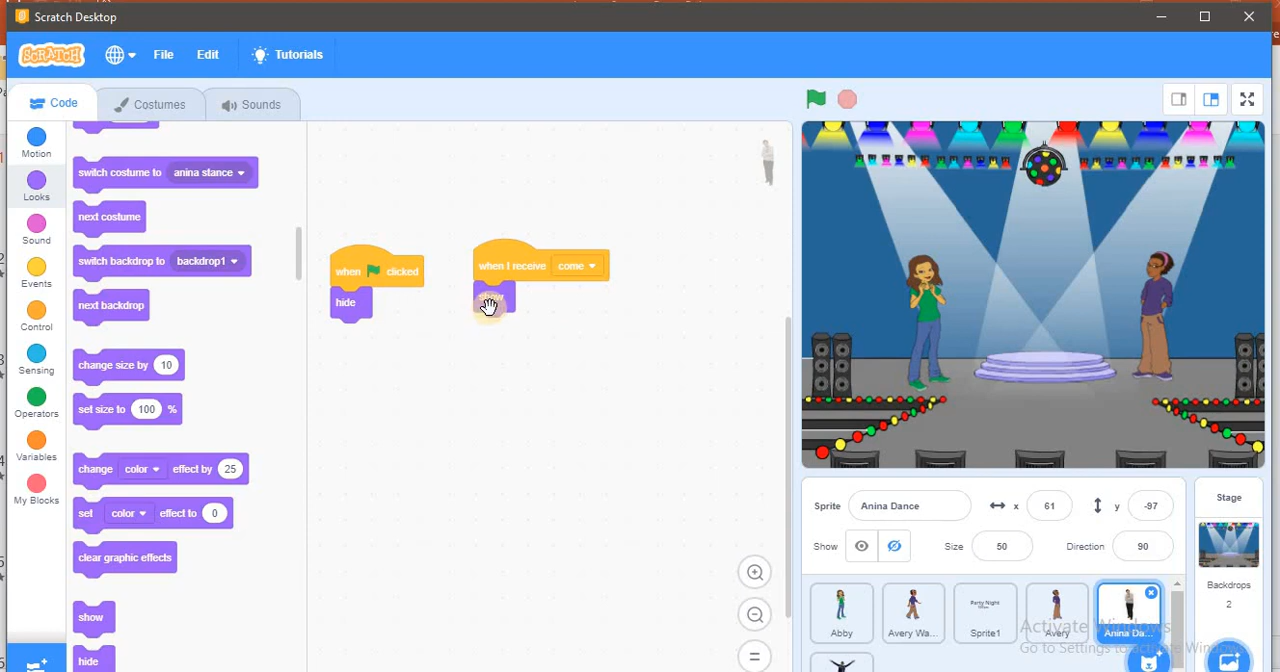 Scratch Desktop
SCRATCH
File
Edit
Tutorials
Code
Costumes
Sounds
Motion
Looks
Sound
Events
Control
Sensing
Operators
Variables
My Blocks
switch costume to anina stance
next costume
switch backdrop to backdrop1
next backdrop
change size by 10
set size to 100 %
change color effect by 25
set color effect to 0
clear graphic effects
show
hide
when clicked
hide
when I receive come
Sprite
Anina Dance
x
61
y
-97
Show
Size
50
Direction
90
Abby
Avery Wa...
Party Night
Sprite1
Avery
Anina Da...
Stage
Backdrops
2
Activate Windows
Go to Settings to activate Windows.